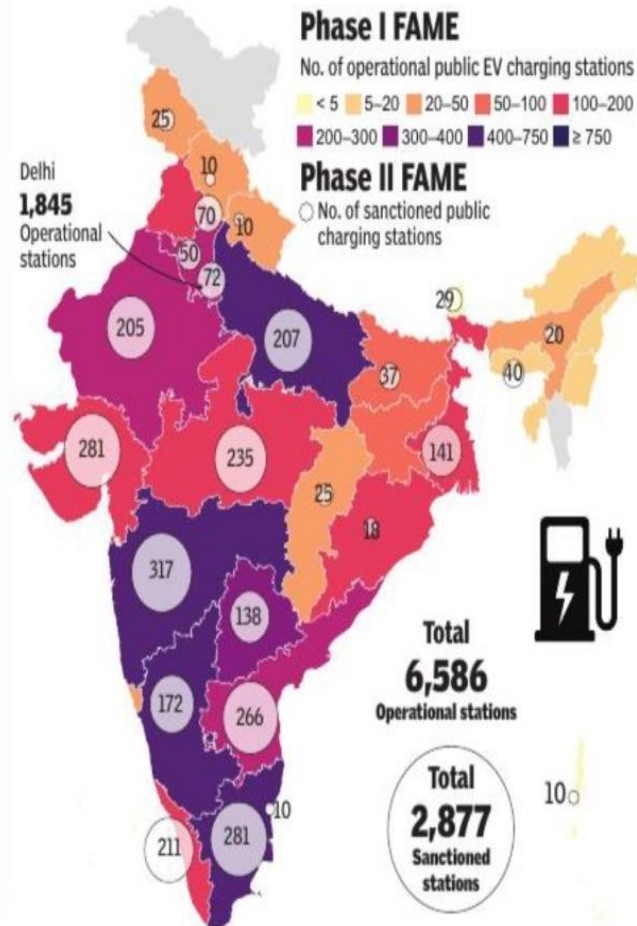 Phase I FAME
No. of operational public EV charging stations
< 5 5–20 20–50 50–100 100–200
200–300 300–400 400–750 ≥ 750
Phase II FAME
No. of sanctioned public
charging stations
25
10
Delhi
1,845
Operational
stations
70
10
50
72
29
205
207
20
37
40
281
235
141
25
18
317
138
Total
6,586
Operational stations
172
266
Total
2,877
Sanctioned
stations
10
10
211
281